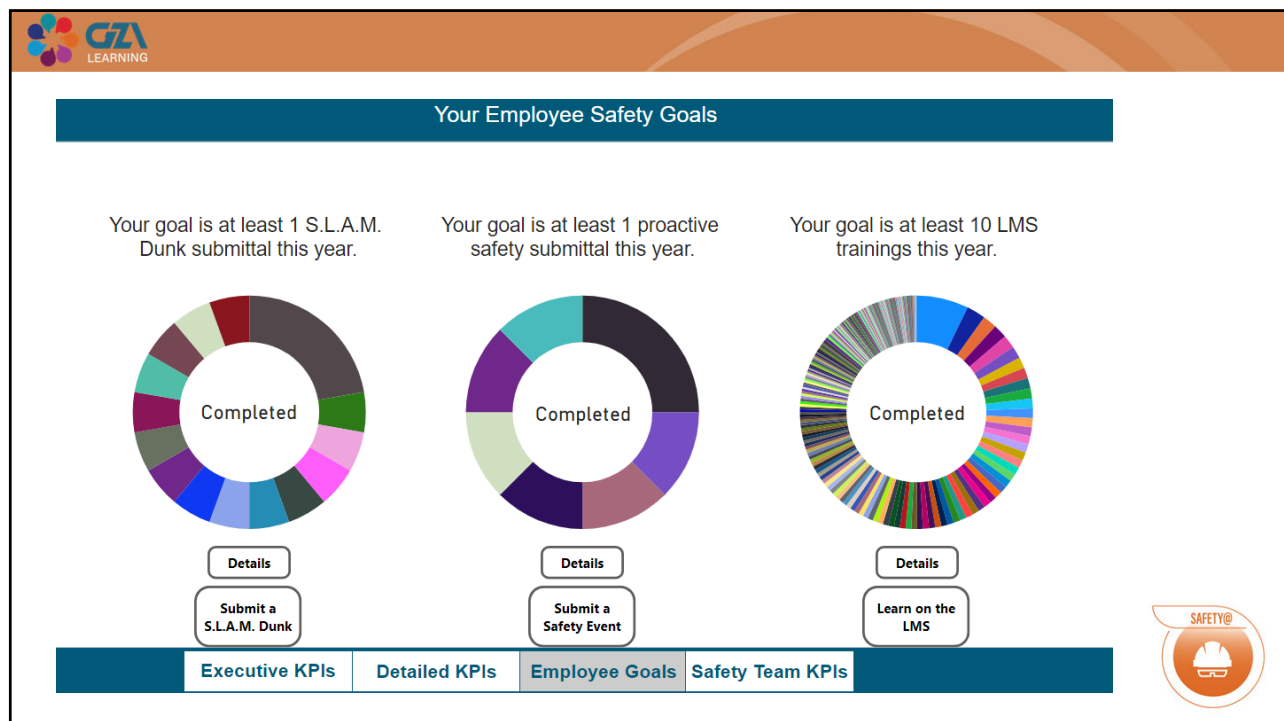 GZA
LEARNING
Your Employee Safety Goals
Your goal is at least 1 S.L.A.M.
Dunk submittal this year.
Your goal is at least 1 proactive
safety submittal this year.
Your goal is at least 10 LMS
trainings this year.
Completed
Completed
Completed
Details
Details
Details
Submit a
S.L.A.M. Dunk
Submit a
Safety Event
Learn on the
LMS
SAFETY@
Executive KPIs
Detailed KPIs
Employee Goals
Safety Team KPIs